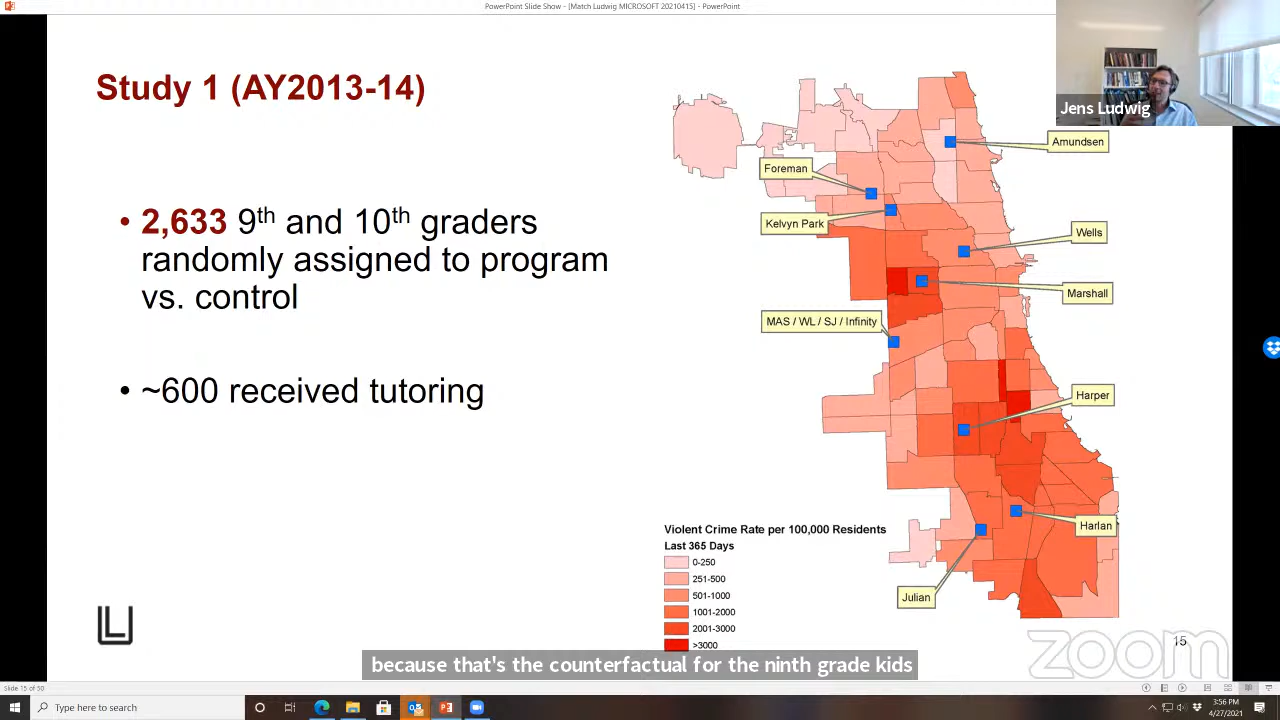 PowerPoint Slide Show - [Match Ludwig MICROSOFT 20210415] - PowerPoint
Study 1 (AY2013-14)
• 2,633 9th and 10th graders
randomly assigned to program
vs. control
• ~600 received tutoring
Jens Ludwig
Amundsen
Foreman
Kelvyn Park
Wells
Marshall
MAS / WL / SJ / Infinity
Harper
Harlan
Julian
Violent Crime Rate per 100,000 Residents
Last 365 Days
0-250
251-500
501-1000
1001-2000
2001-3000
>3000
15
zoom
because that's the counterfactual for the ninth grade kids
Slide 15 of 50
Type here to search
3:56 PM
4/27/2021